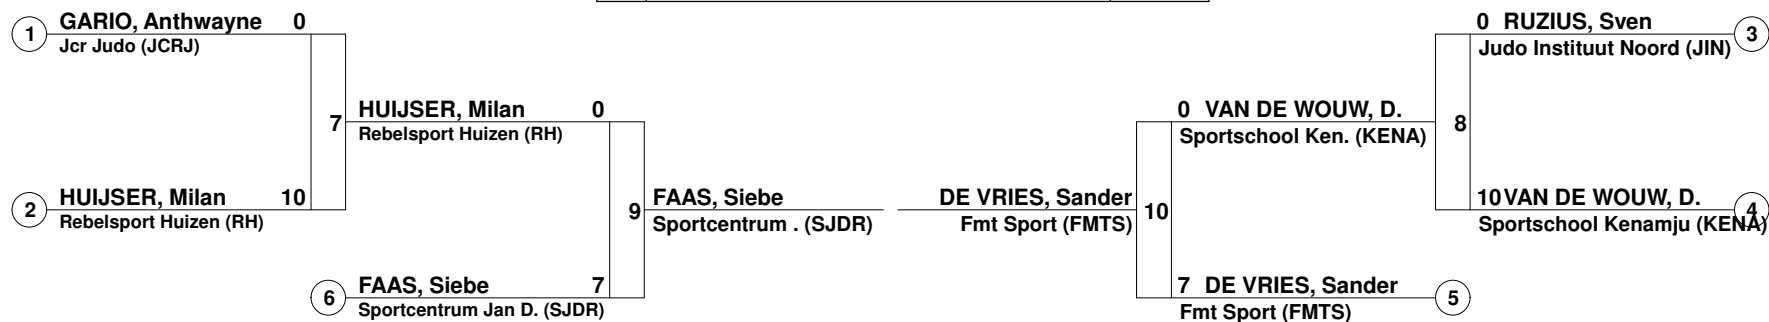 1 GARIO, Anthwayne 0
Jcr Judo (JCRJ)
7
2 HUIJSER, Milan 10
Rebelsport Huizen (RH)
HUIJSER, Milan 0
Rebelsport Huizen (RH)
9
6 FAAS, Siebe 7
Sportcentrum Jan D. (SJDR)
FAAS, Siebe
Sportcentrum . (SJDR)
DE VRIES, Sander
Fmt Sport (FMTS)
10
0 VAN DE WOUW, D.
Sportschool Ken. (KENA)
7 DE VRIES, Sander 5
Fmt Sport (FMTS)
8
0 RUZIUS, Sven 3
Judo Instituut Noord (JIN)
10 VAN DE WOUW, D. 4
Sportschool Kenamju (KENA)